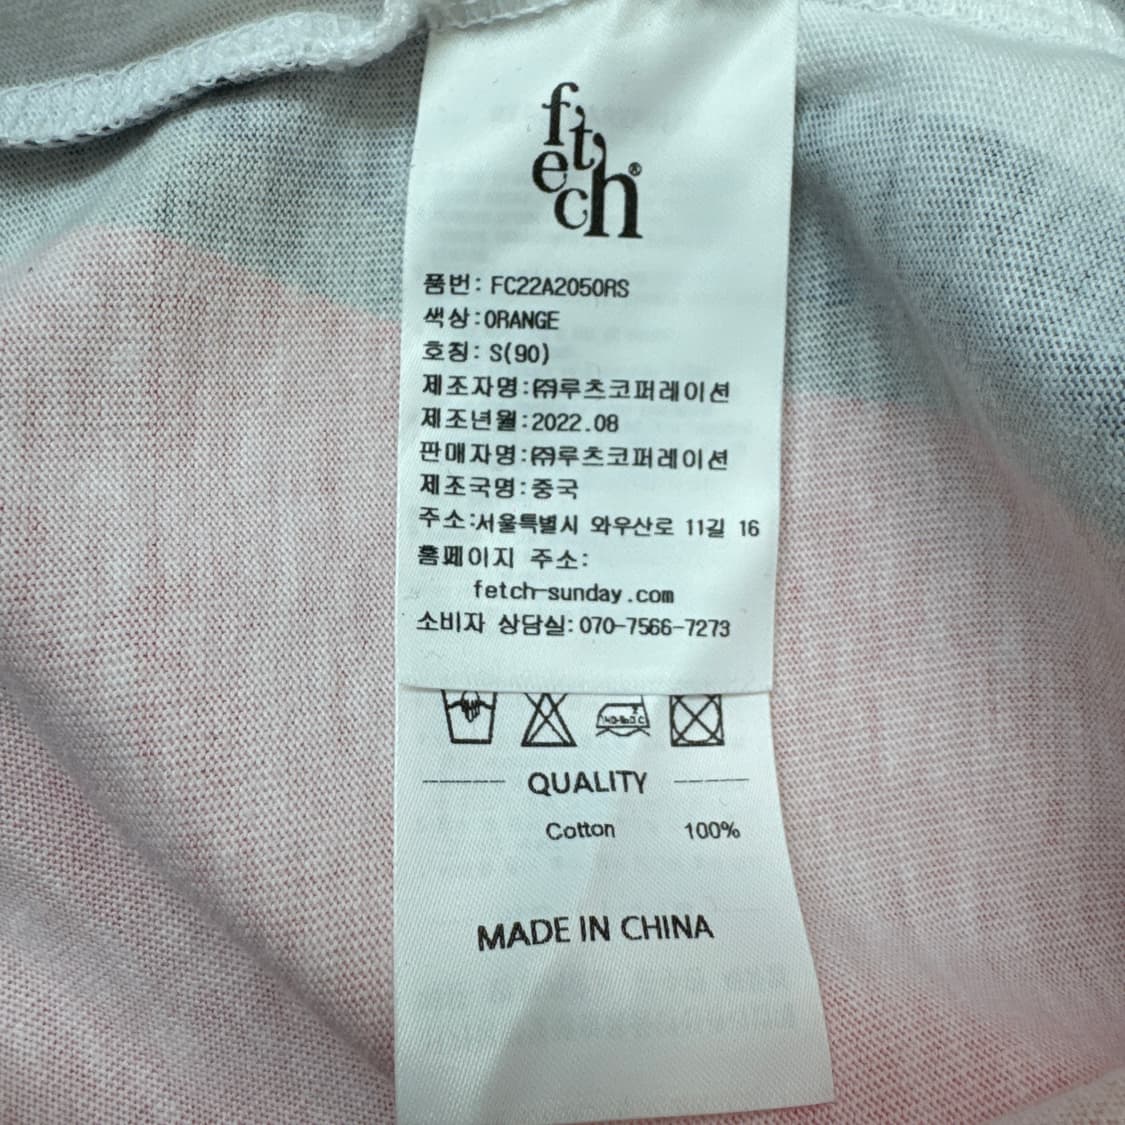 fetch®
품번: FC22A2050RS
색상:ORANGE
호칭: S(90)
제조자명:㈜루츠코퍼레이션
제조년월:2022.08
판매자명:㈜루츠코퍼레이션
제조국명:중국
주소:서울특별시 와우산로 11길 16
홈페이지 주소:
fetch-sunday.com
소비자 상담실:070-7566-7273
QUALITY
Cotton 100%
MADE IN CHINA